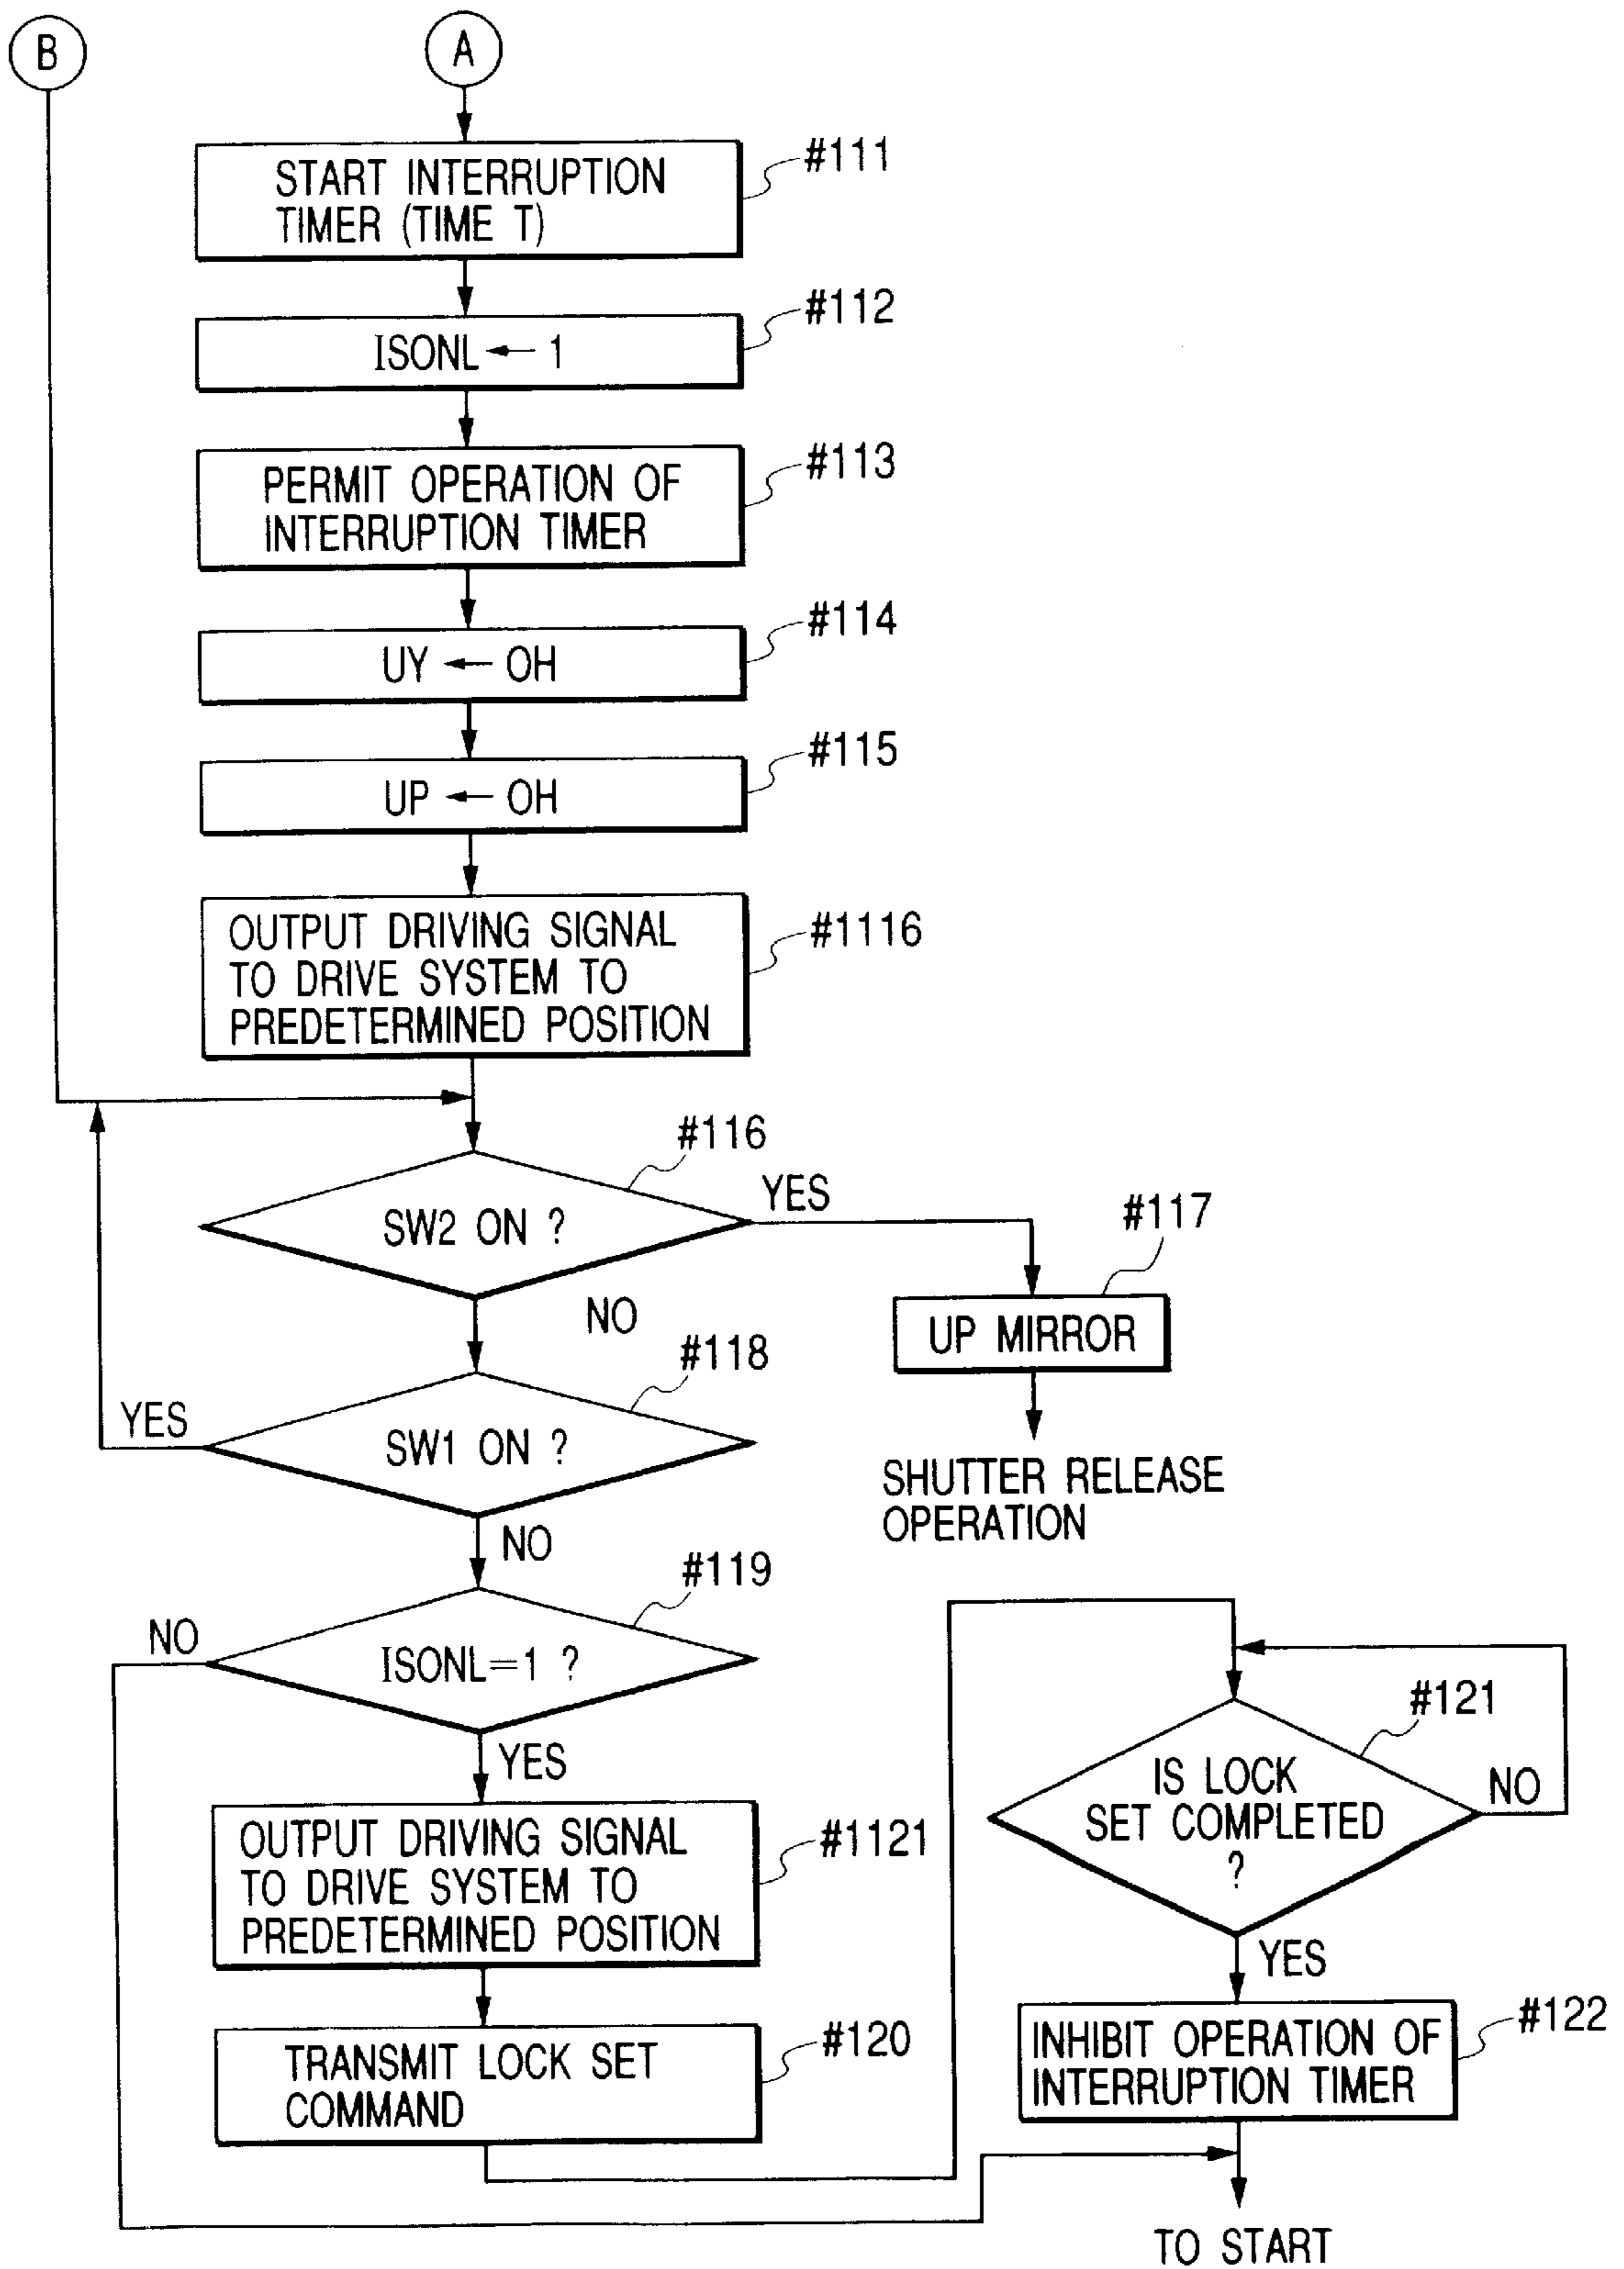 B
A
START INTERRUPTION
TIMER (TIME T)
#111
ISONL ← 1
#112
PERMIT OPERATION OF
INTERRUPTION TIMER
#113
UY ← OH
#114
UP ← OH
#115
OUTPUT DRIVING SIGNAL
TO DRIVE SYSTEM TO
PREDETERMINED POSITION
#1116
SW2 ON ?
#116
YES
NO
UP MIRROR
#117
SHUTTER RELEASE
OPERATION
SW1 ON ?
#118
YES
NO
ISONL=1 ?
#119
NO
YES
OUTPUT DRIVING SIGNAL
TO DRIVE SYSTEM TO
PREDETERMINED POSITION
#1121
TRANSMIT LOCK SET
COMMAND
#120
IS LOCK
SET COMPLETED
?
#121
NO
YES
INHIBIT OPERATION OF
INTERRUPTION TIMER
#122
TO START